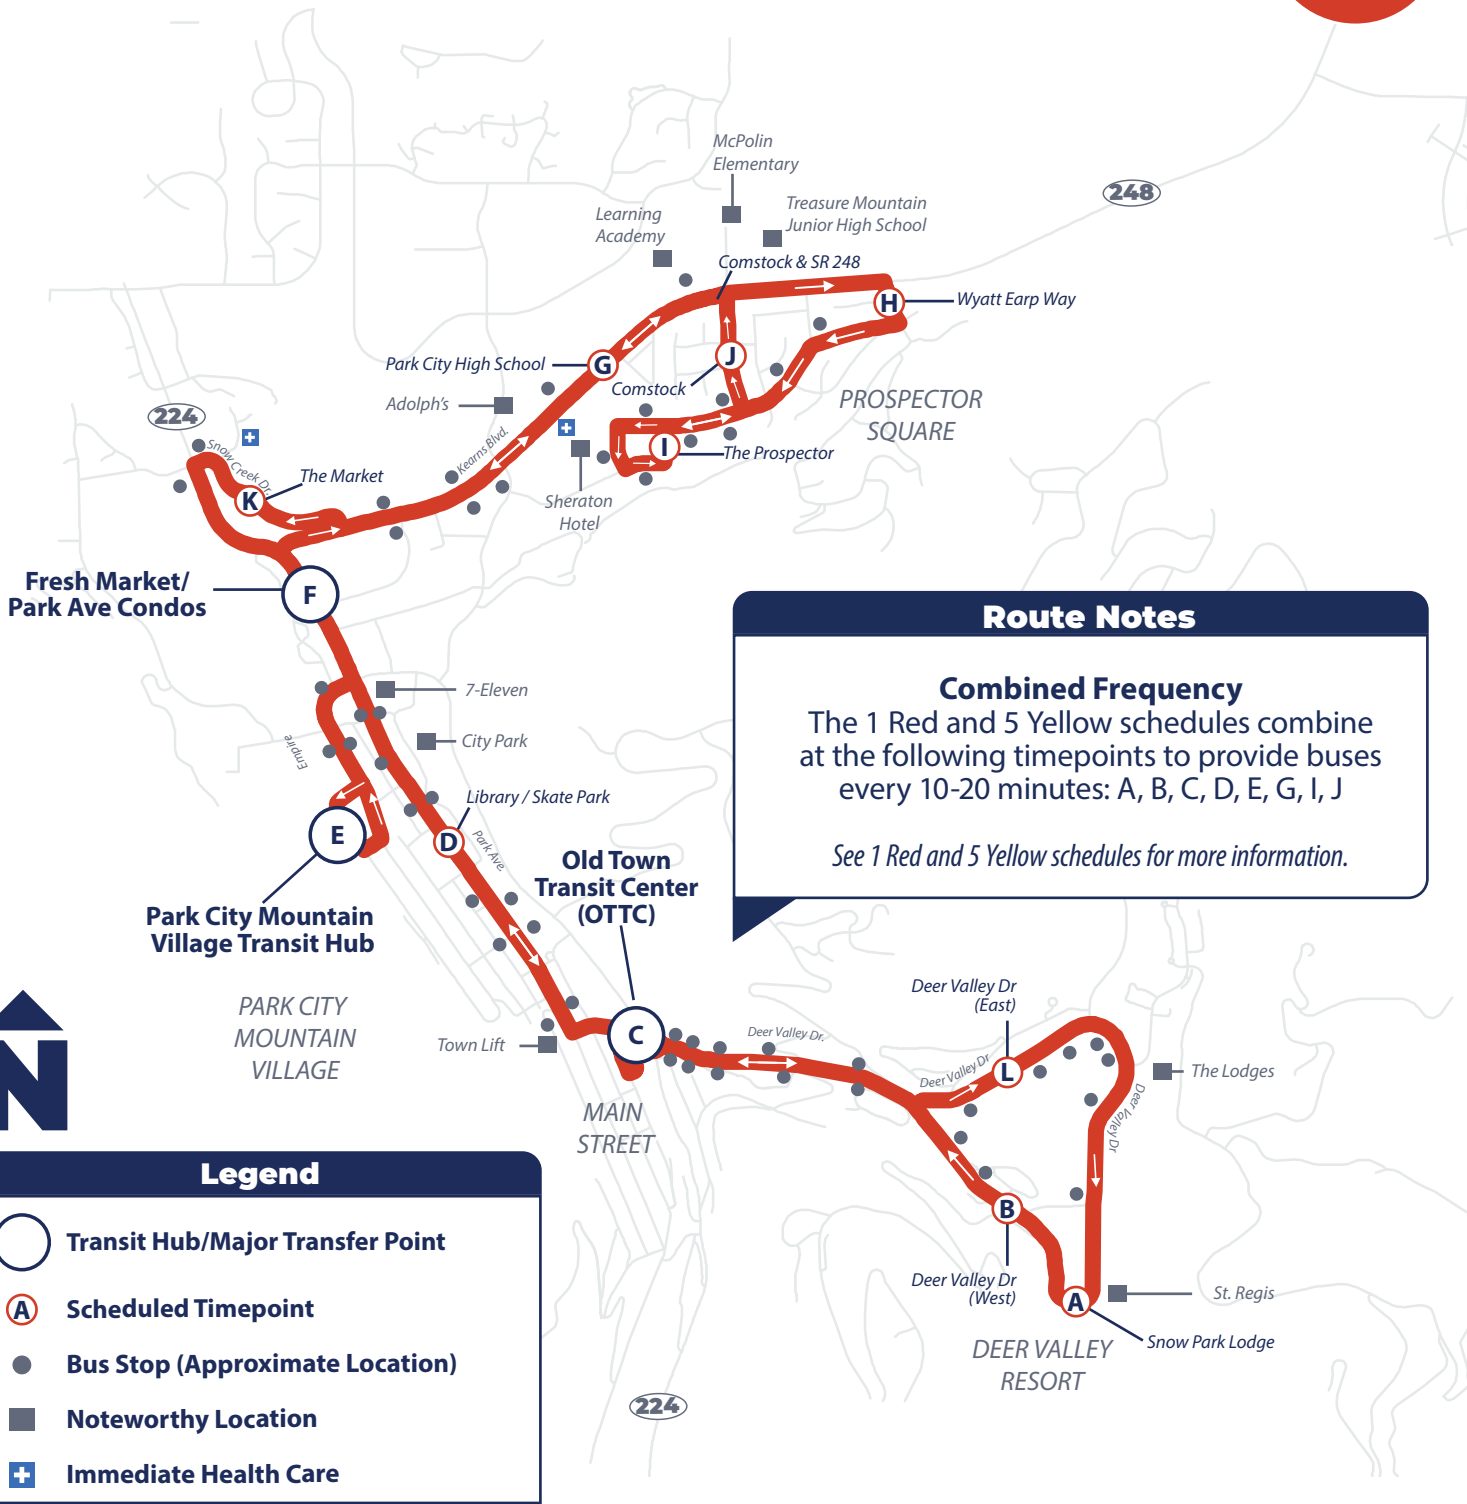 McPolin
Elementary
248
Learning
Academy
Treasure Mountain
Junior High School
Comstock & SR 248
H
Wyatt Earp Way
Park City High School
G
J
Comstock
Adolph's
PROSPECTOR
SQUARE
224
Snow Creek Dr.
Kearns Blvd.
I
The Prospector
K
The Market
Sheraton
Hotel
Fresh Market/
Park Ave Condos
F
Route Notes
Combined Frequency
The 1 Red and 5 Yellow schedules combine
at the following timepoints to provide buses
every 10-20 minutes: A, B, C, D, E, G, I, J
See 1 Red and 5 Yellow schedules for more information.
7-Eleven
City Park
Empire
Library / Skate Park
E
D
Park Ave.
Old Town
Transit Center
(OTTC)
Park City Mountain
Village Transit Hub
PARK CITY
MOUNTAIN
VILLAGE
N
Town Lift
C
Deer Valley Dr.
Deer Valley Dr
(East)
Deer Valley Dr
L
The Lodges
Deer Valley Dr
MAIN
STREET
B
Deer Valley Dr
(West)
A
St. Regis
Snow Park Lodge
DEER VALLEY
RESORT
224
Legend
Transit Hub/Major Transfer Point
A Scheduled Timepoint
Bus Stop (Approximate Location)
Noteworthy Location
Immediate Health Care